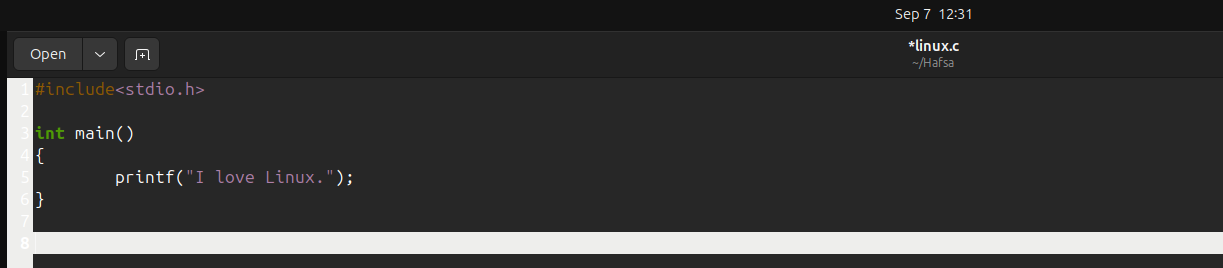 Sep 7 12:31
Open
*linux.c
~/Hafsa
1 #include<stdio.h>
2
3 int main()
4 {
5 printf("I love Linux.");
6 }
7
8